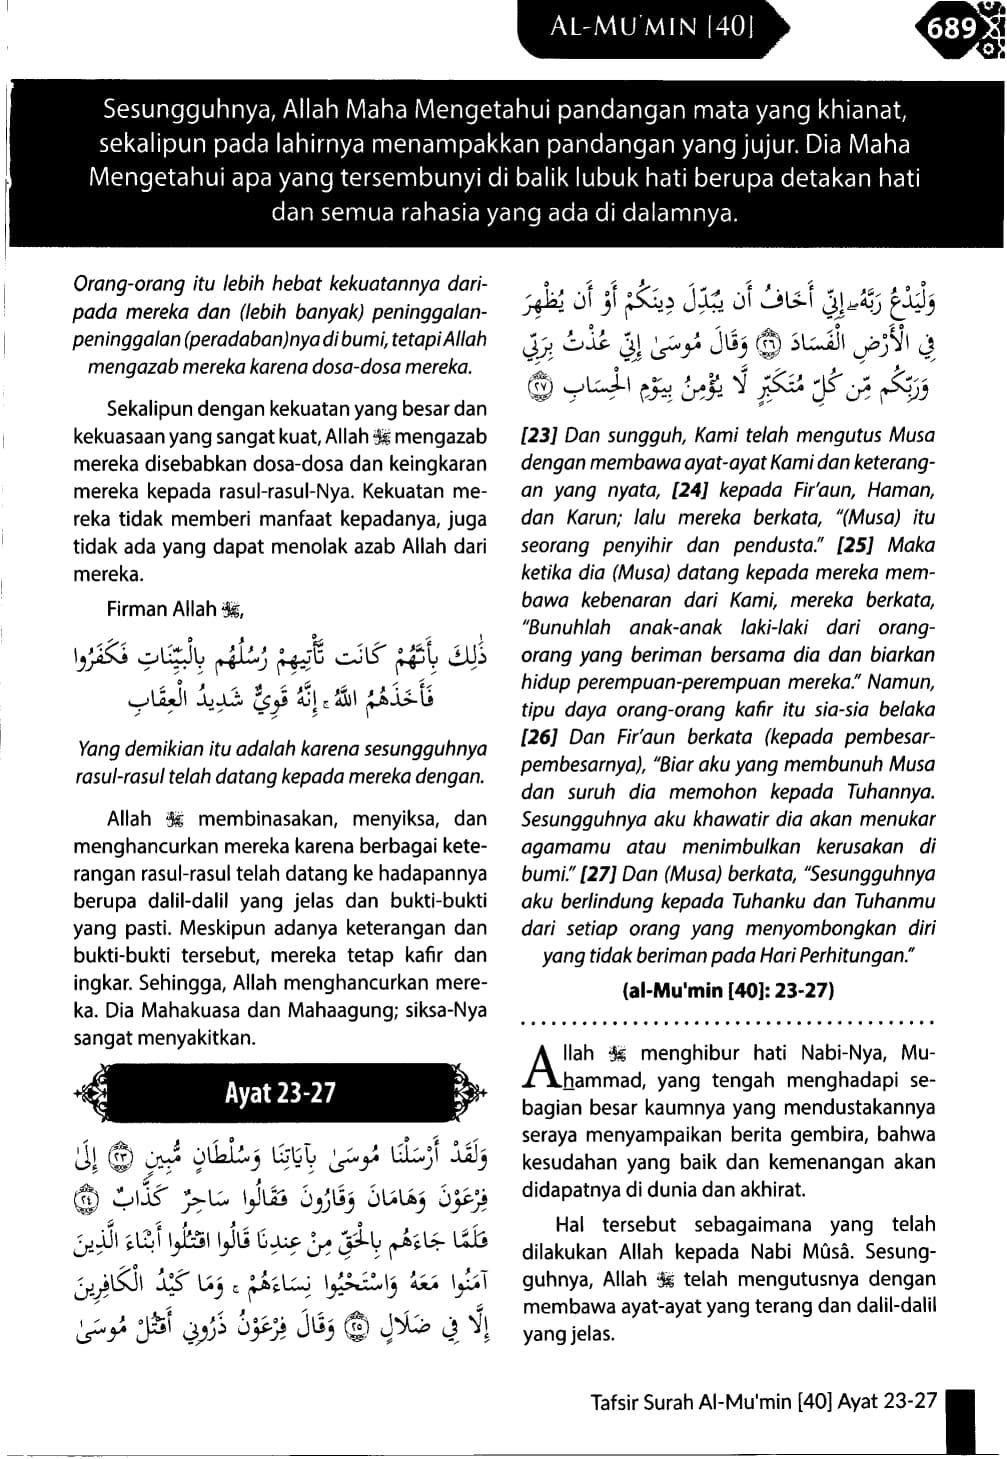 AL-MU'MIN [40]
689
Sesungguhnya, Allah Maha Mengetahui pandangan mata yang khianat,
sekalipun pada lahirnya menampakkan pandangan yang jujur. Dia Maha
Mengetahui apa yang tersembunyi di balik lubuk hati berupa detakan hati
dan semua rahasia yang ada di dalamnya.
Orang-orang itu lebih hebat kekuatannya dari-
pada mereka dan (lebih banyak) peninggalan-
peninggalan (peradaban)nya di bumi, tetapi Allah
mengazab mereka karena dosa-dosa mereka.
Sekalipun dengan kekuatan yang besar dan
kekuasaan yang sangat kuat, Allah ﷻ mengazab
mereka disebabkan dosa-dosa dan keingkaran
mereka kepada rasul-rasul-Nya. Kekuatan me-
reka tidak memberi manfaat kepadanya, juga
tidak ada yang dapat menolak azab Allah dari
mereka.
Firman Allah ﷻ,
ذَٰلِكَ بِأَنَّهُمْ كَانَت تَّأْتِيهِمْ رُسُلُهُم بِالْبَيِّنَاتِ فَكَفَرُوا
فَأَخَذَهُمُ اللَّهُ ۚ إِنَّهُ قَوِيٌّ شَدِيدُ الْعِقَابِ
Yang demikian itu adalah karena sesungguhnya
rasul-rasul telah datang kepada mereka dengan.
Allah ﷻ membinasakan, menyiksa, dan
menghancurkan mereka karena berbagai kete-
rangan rasul-rasul telah datang ke hadapannya
berupa dalil-dalil yang jelas dan bukti-bukti
yang pasti. Meskipun adanya keterangan dan
bukti-bukti tersebut, mereka tetap kafir dan
ingkar. Sehingga, Allah menghancurkan mere-
ka. Dia Mahakuasa dan Mahaagung; siksa-Nya
sangat menyakitkan.
Ayat 23-27
وَلَقَدْ أَرْسَلْنَا مُوسَىٰ بِآيَاتِنَا وَسُلْطَانٍ مُّبِينٍ ﴿٢٣﴾ إِلَىٰ
فِرْعَوْنَ وَهَامَانَ وَقَارُونَ فَقَالُوا سَاحِرٌ كَذَّابٌ ﴿٢٤﴾
فَلَمَّا جَاءَهُم بِالْحَقِّ مِنْ عِندِنَا قَالُوا اقْتُلُوا أَبْنَاءَ الَّذِينَ
آمَنُوا مَعَهُ وَاسْتَحْيُوا نِسَاءَهُمْ ۚ وَمَا كَيْدُ الْكَافِرِينَ
إِلَّا فِي ضَلَالٍ ﴿٢٥﴾ وَقَالَ فِرْعَوْنُ ذَرُونِي أَقْتُلْ مُوسَىٰ
وَلْيَدْعُ رَبَّهُ ۖ إِنِّي أَخَافُ أَن يُبَدِّلَ دِينَكُمْ أَوْ أَن يُظْهِرَ
فِي الْأَرْضِ الْفَسَادَ ﴿٢٦﴾ وَقَالَ مُوسَىٰ إِنِّي عُذْتُ بِرَبِّي
وَرَبِّكُم مِّن كُلِّ مُتَكَبِّرٍ لَّا يُؤْمِنُ بِيَوْمِ الْحِسَابِ ﴿٢٧﴾
[23] Dan sungguh, Kami telah mengutus Musa
dengan membawa ayat-ayat Kami dan keterang-
an yang nyata, [24] kepada Fir'aun, Haman,
dan Karun; lalu mereka berkata, "(Musa) itu
seorang penyihir dan pendusta." [25] Maka
ketika dia (Musa) datang kepada mereka mem-
bawa kebenaran dari Kami, mereka berkata,
"Bunuhlah anak-anak laki-laki dari orang-
orang yang beriman bersama dia dan biarkan
hidup perempuan-perempuan mereka." Namun,
tipu daya orang-orang kafir itu sia-sia belaka
[26] Dan Fir'aun berkata (kepada pembesar-
pembesarnya), "Biar aku yang membunuh Musa
dan suruh dia memohon kepada Tuhannya.
Sesungguhnya aku khawatir dia akan menukar
agamamu atau menimbulkan kerusakan di
bumi." [27] Dan (Musa) berkata, "Sesungguhnya
aku berlindung kepada Tuhanku dan Tuhanmu
dari setiap orang yang menyombongkan diri
yang tidak beriman pada Hari Perhitungan."
(al-Mu'min [40]: 23-27)
Allah ﷻ menghibur hati Nabi-Nya, Mu-
hammad, yang tengah menghadapi se-
bagian besar kaumnya yang mendustakannya
seraya menyampaikan berita gembira, bahwa
kesudahan yang baik dan kemenangan akan
didapatnya di dunia dan akhirat.
Hal tersebut sebagaimana yang telah
dilakukan Allah kepada Nabi Mûsâ. Sesung-
guhnya, Allah ﷻ telah mengutusnya dengan
membawa ayat-ayat yang terang dan dalil-dalil
yang jelas.
Tafsir Surah Al-Mu'min [40] Ayat 23-27